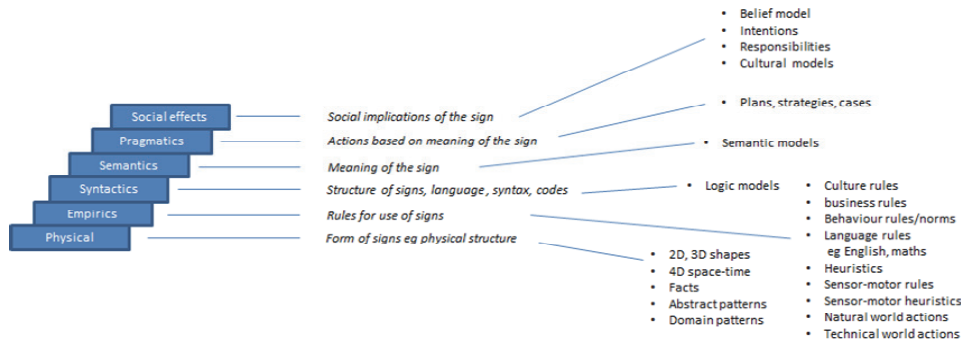 • Belief model
• Intentions
• Responsibilities
• Cultural models
Social effects
Social implications of the sign
• Plans, strategies, cases
Pragmatics
Actions based on meaning of the sign
• Semantic models
Semantics
Meaning of the sign
Syntactics
Structure of signs, language, syntax, codes
• Logic models
Empirics
Rules for use of signs
• Culture rules
• business rules
• Behaviour rules/norms
• Language rules
eg English, maths
• Heuristics
• Sensor-motor rules
• Sensor-motor heuristics
• Natural world actions
• Technical world actions
Physical
Form of signs eg physical structure
• 2D, 3D shapes
• 4D space-time
• Facts
• Abstract patterns
• Domain patterns